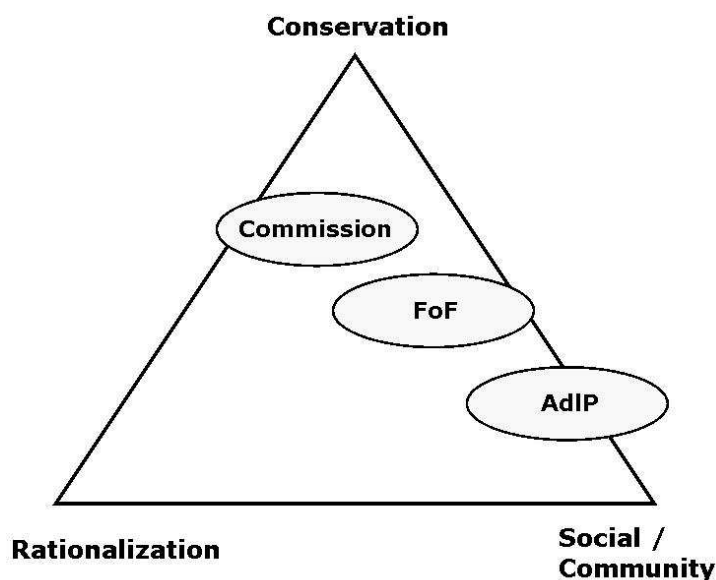 Conservation
Commission
FoF
AdlP
Rationalization
Social /
Community